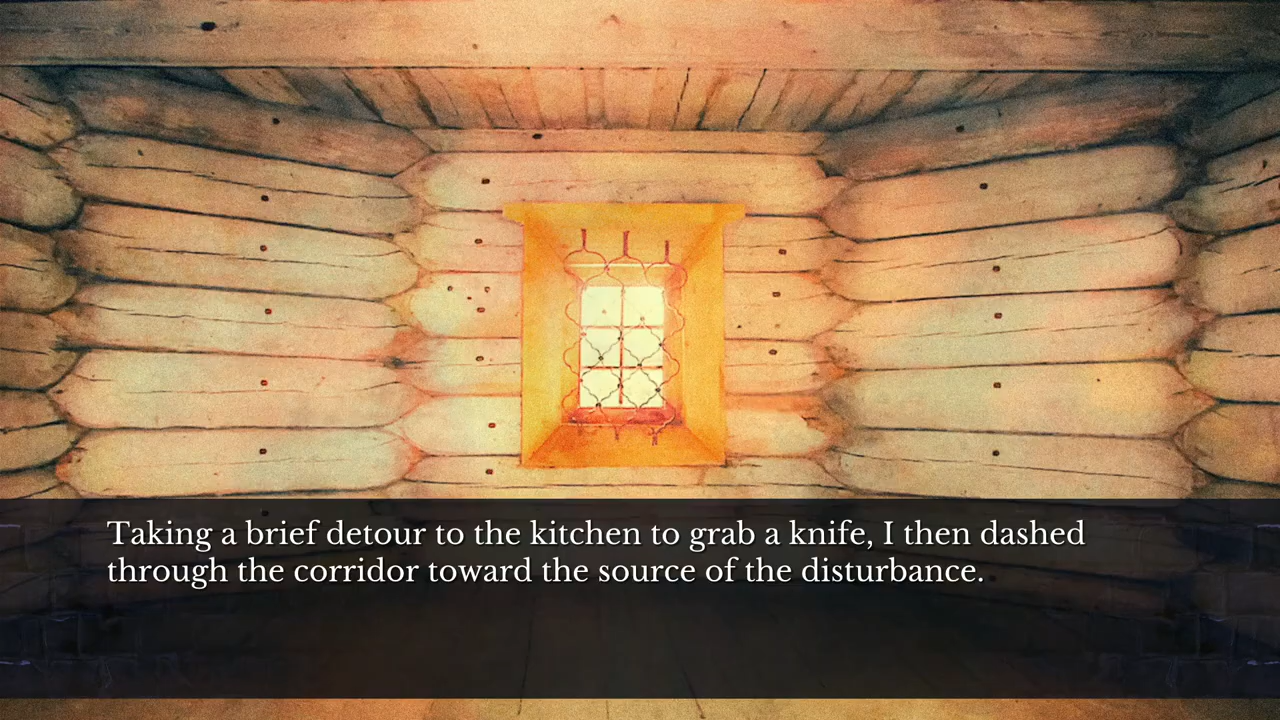 Taking a brief detour to the kitchen to grab a knife, I then dashed
through the corridor toward the source of the disturbance.